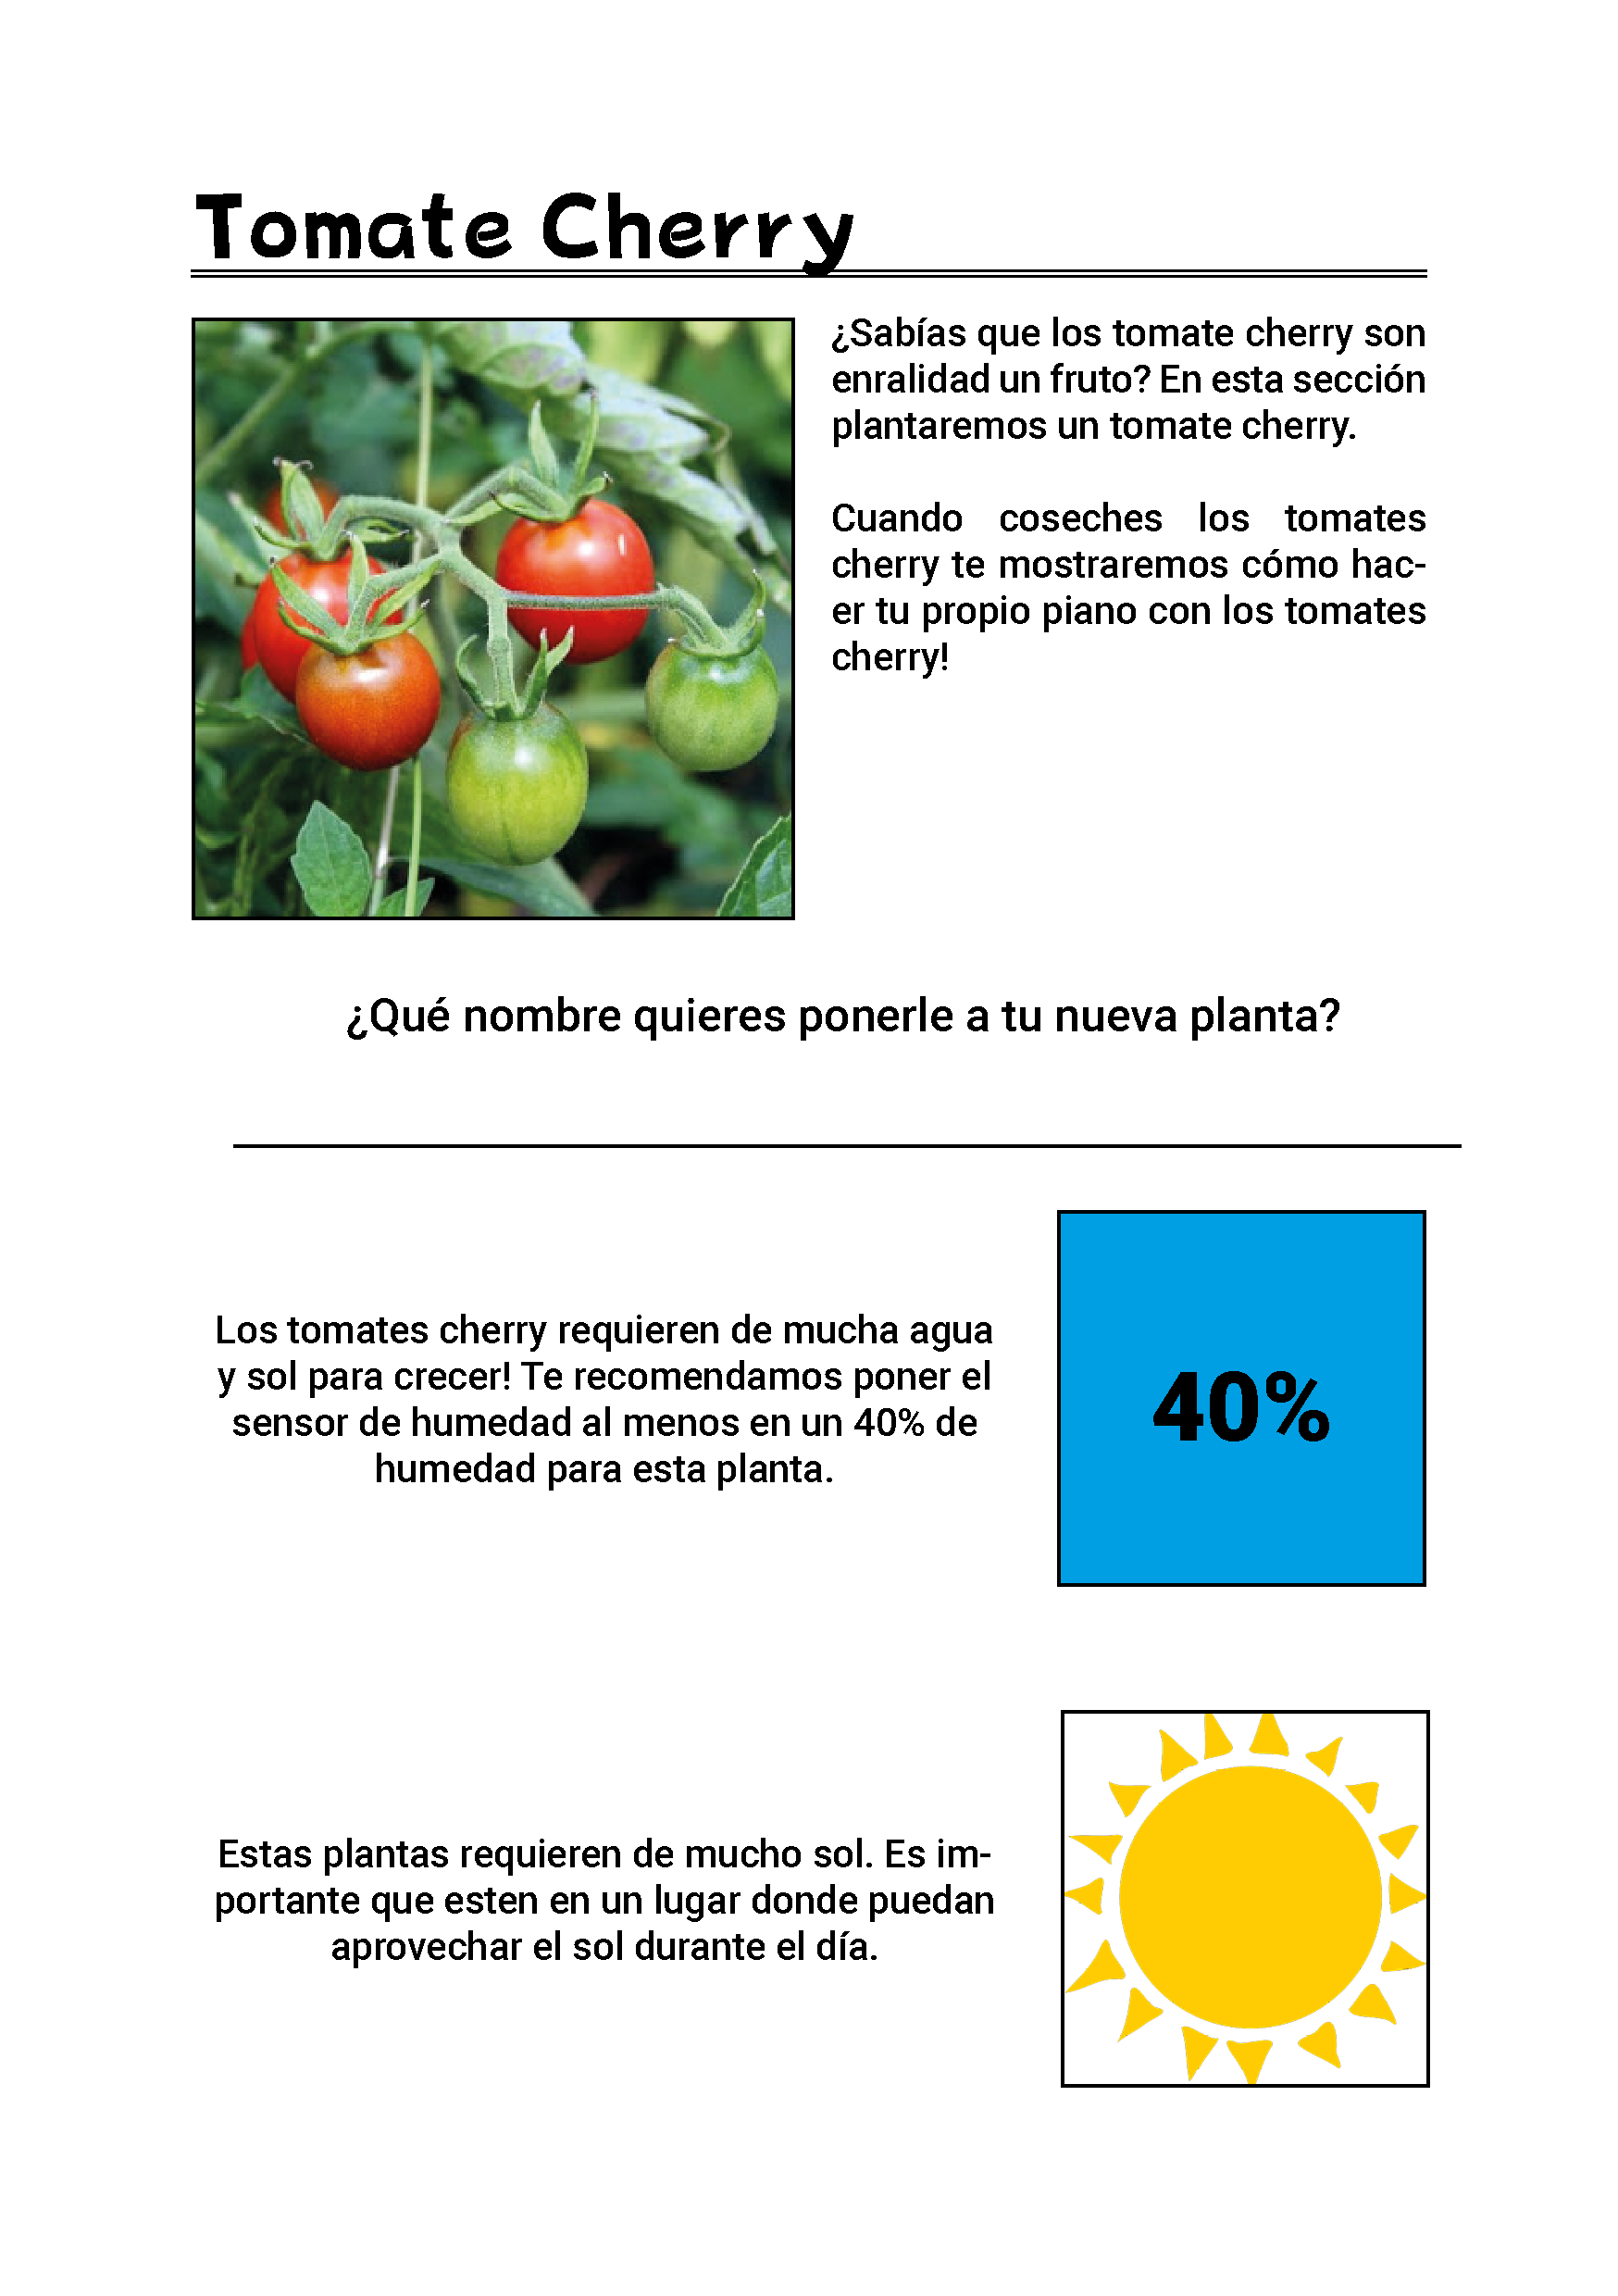 Tomate Cherry
¿Sabías que los tomate cherry son
enralidad un fruto? En esta sección
plantaremos un tomate cherry.
Cuando coseches los tomates
cherry te mostraremos cómo hac-
er tu propio piano con los tomates
cherry!
¿Qué nombre quieres ponerle a tu nueva planta?
Los tomates cherry requieren de mucha agua
y sol para crecer! Te recomendamos poner el
sensor de humedad al menos en un 40% de
humedad para esta planta.
40%
Estas plantas requieren de mucho sol. Es im-
portante que esten en un lugar donde puedan
aprovechar el sol durante el día.